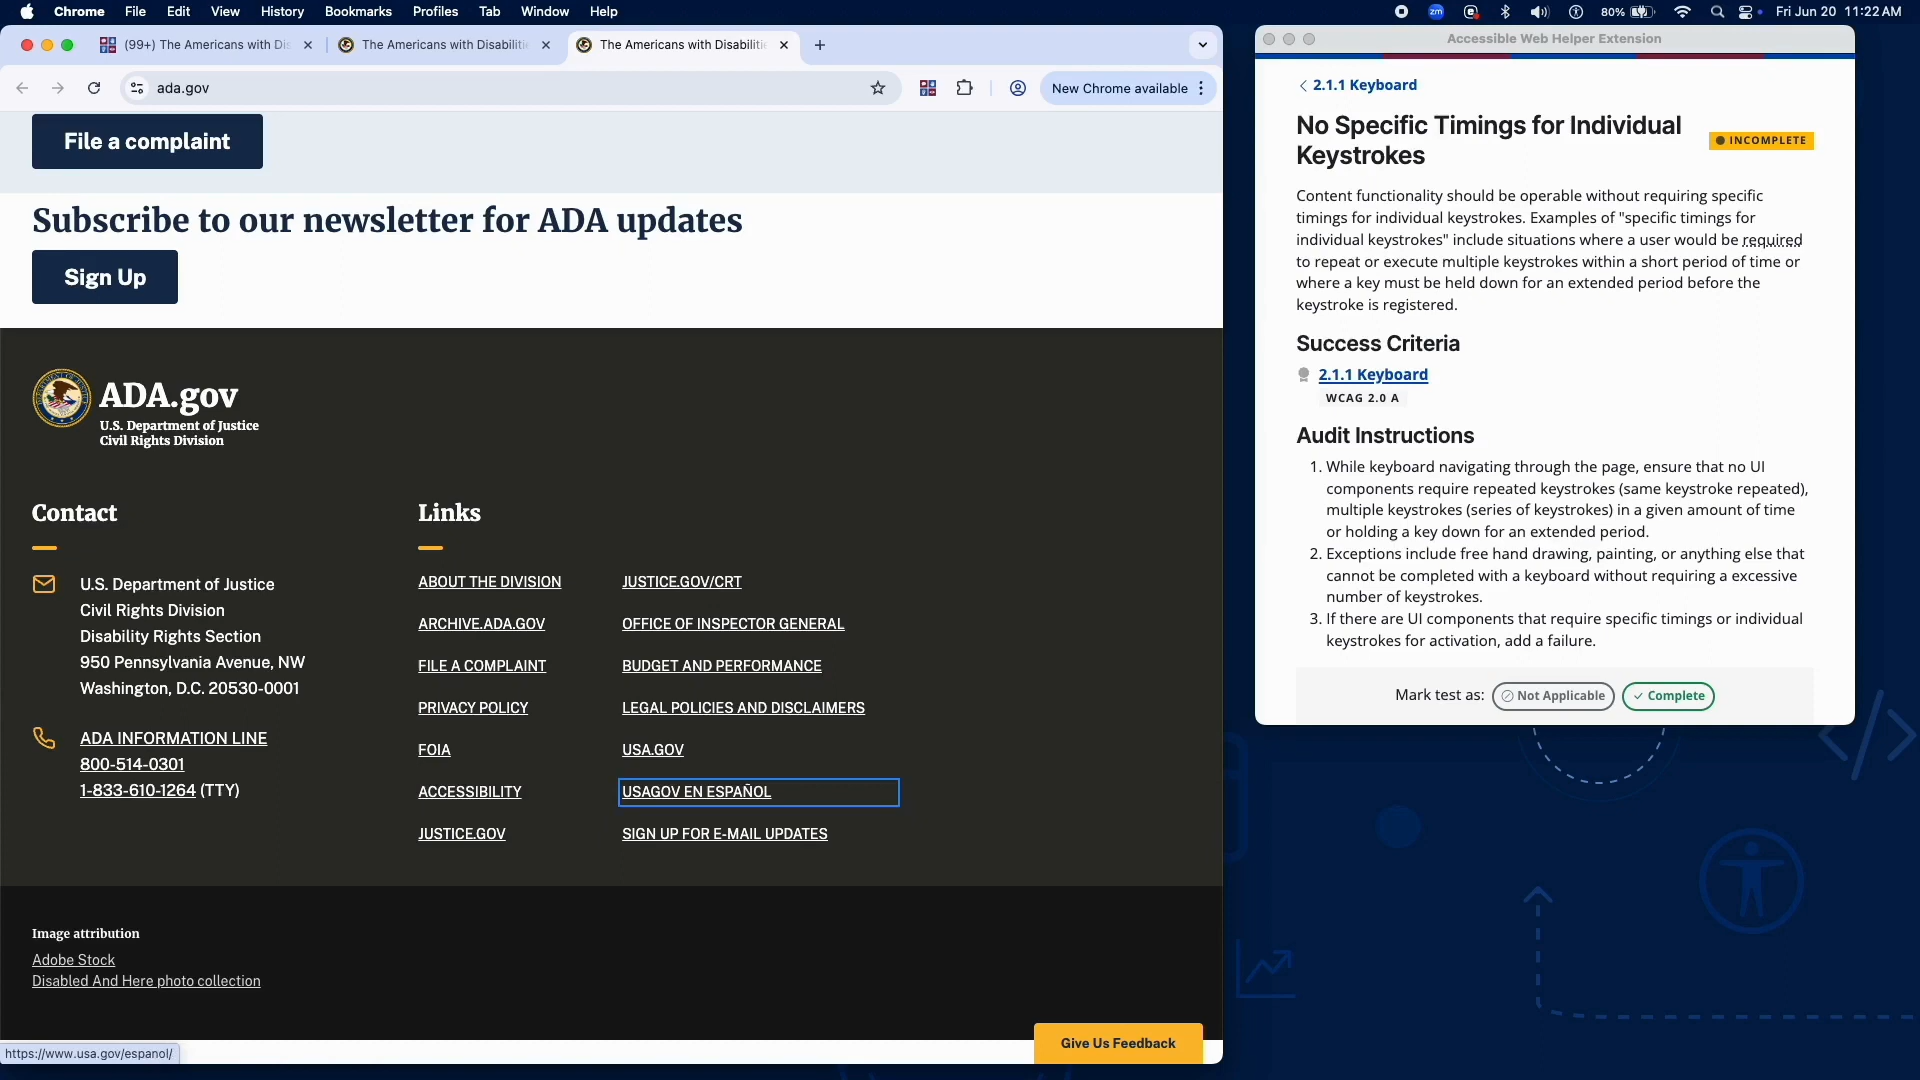 Chrome File Edit View History Bookmarks Profiles Tab Window Help
zm 80% Fri Jun 20 11:22 AM
(99+) The Americans with Dis
The Americans with Disabilitie
The Americans with Disabilitie
ada.gov
New Chrome available
File a complaint
Subscribe to our newsletter for ADA updates
Sign Up
ADA.gov
U.S. Department of Justice
Civil Rights Division
Contact
U.S. Department of Justice
Civil Rights Division
Disability Rights Section
950 Pennsylvania Avenue, NW
Washington, D.C. 20530-0001
ADA INFORMATION LINE
800-514-0301
1-833-610-1264 (TTY)
Links
ABOUT THE DIVISION
ARCHIVE.ADA.GOV
FILE A COMPLAINT
PRIVACY POLICY
FOIA
ACCESSIBILITY
JUSTICE.GOV
JUSTICE.GOV/CRT
OFFICE OF INSPECTOR GENERAL
BUDGET AND PERFORMANCE
LEGAL POLICIES AND DISCLAIMERS
USA.GOV
USAGOV EN ESPAÑOL
SIGN UP FOR E-MAIL UPDATES
Image attribution
Adobe Stock
Disabled And Here photo collection
Give Us Feedback
https://www.usa.gov/espanol/
Accessible Web Helper Extension
2.1.1 Keyboard
No Specific Timings for Individual
Keystrokes
INCOMPLETE
Content functionality should be operable without requiring specific
timings for individual keystrokes. Examples of "specific timings for
individual keystrokes" include situations where a user would be required
to repeat or execute multiple keystrokes within a short period of time or
where a key must be held down for an extended period before the
keystroke is registered.
Success Criteria
2.1.1 Keyboard
WCAG 2.0 A
Audit Instructions
1. While keyboard navigating through the page, ensure that no UI
components require repeated keystrokes (same keystroke repeated),
multiple keystrokes (series of keystrokes) in a given amount of time
or holding a key down for an extended period.
2. Exceptions include free hand drawing, painting, or anything else that
cannot be completed with a keyboard without requiring a excessive
number of keystrokes.
3. If there are UI components that require specific timings or individual
keystrokes for activation, add a failure.
Mark test as: Not Applicable Complete